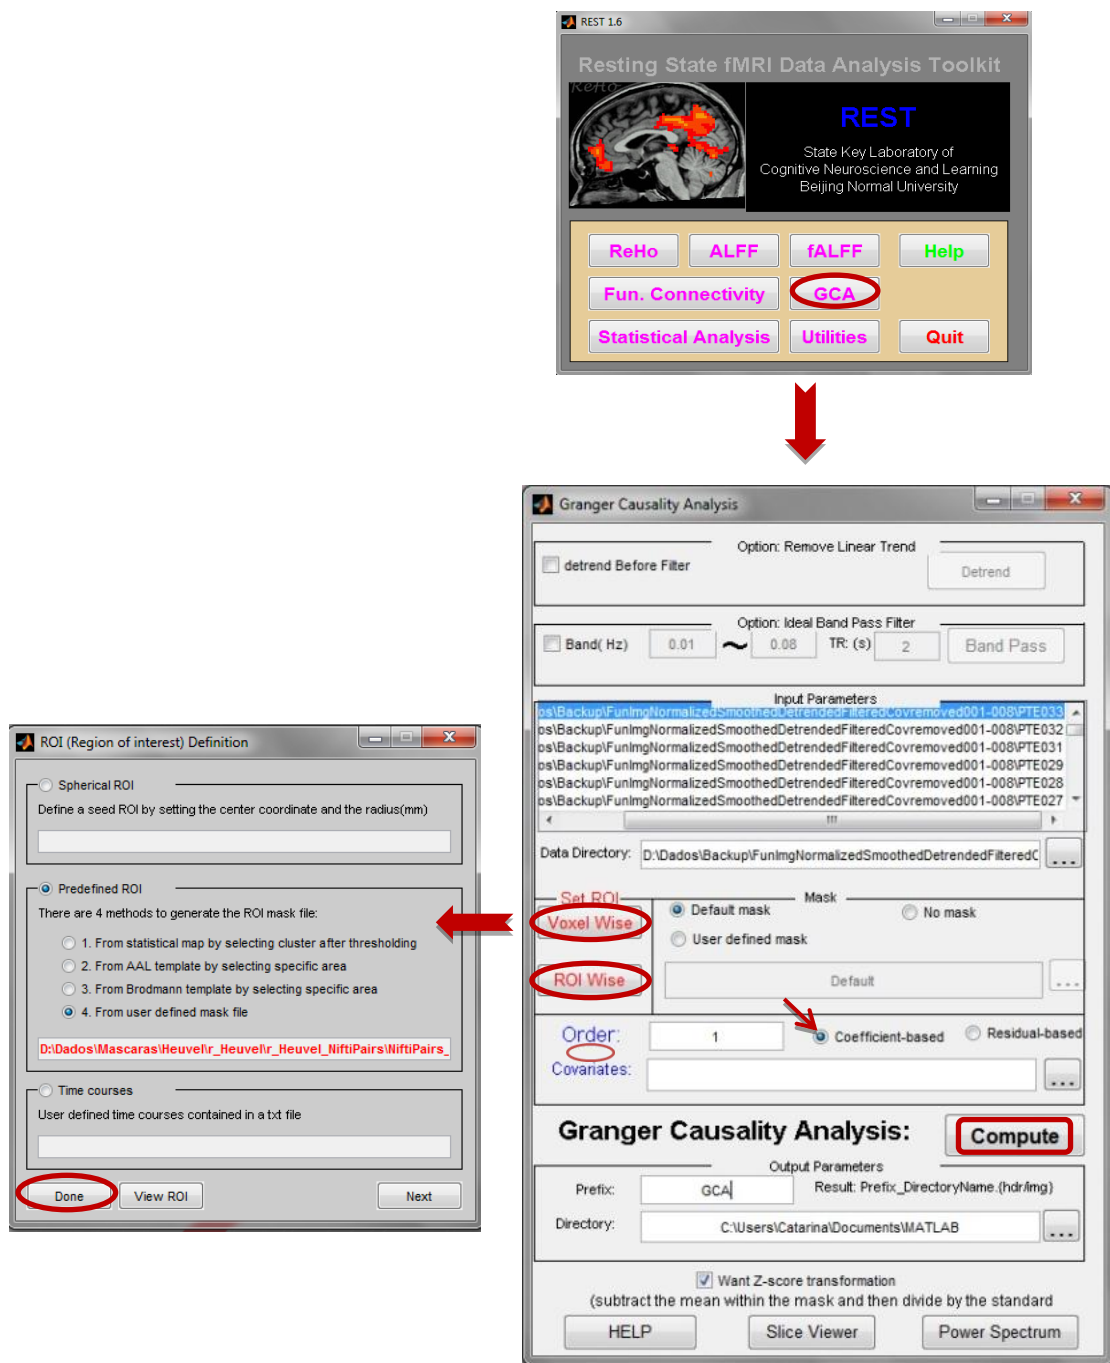 REST 1.6
Resting State fMRI Data Analysis Toolkit
ReHo
REST
State Key Laboratory of
Cognitive Neuroscience and Learning
Beijing Normal University
ReHo ALFF fALFF Help
Fun. Connectivity GCA
Statistical Analysis Utilities Quit
Granger Causality Analysis
Option: Remove Linear Trend
detrend Before Filter Detrend
Option: Ideal Band Pass Filter
Band( Hz) 0.01 ~ 0.08 TR: (s) 2 Band Pass
Input Parameters
os\Backup\FunImgNormalizedSmoothedDetrendedFilteredCovremoved001-008\PTE033
os\Backup\FunImgNormalizedSmoothedDetrendedFilteredCovremoved001-008\PTE032
os\Backup\FunImgNormalizedSmoothedDetrendedFilteredCovremoved001-008\PTE031
os\Backup\FunImgNormalizedSmoothedDetrendedFilteredCovremoved001-008\PTE029
os\Backup\FunImgNormalizedSmoothedDetrendedFilteredCovremoved001-008\PTE028
os\Backup\FunImgNormalizedSmoothedDetrendedFilteredCovremoved001-008\PTE027
Data Directory: D:\Dados\Backup\FunImgNormalizedSmoothedDetrendedFilteredC ...
Set ROI Mask
Voxel Wise Default mask No mask
User defined mask
ROI Wise Default ...
Order: 1 Coefficient-based Residual-based
Covariates: ...
Granger Causality Analysis: Compute
Output Parameters
Prefix: GCA Result: Prefix_DirectoryName.(hdr/img)
Directory: C:\Users\Catarina\Documents\MATLAB ...
Want Z-score transformation
(subtract the mean within the mask and then divide by the standard
HELP Slice Viewer Power Spectrum
ROI (Region of interest) Definition
Spherical ROI
Define a seed ROI by setting the center coordinate and the radius(mm)
Predefined ROI
There are 4 methods to generate the ROI mask file:
1. From statistical map by selecting cluster after thresholding
2. From AAL template by selecting specific area
3. From Brodmann template by selecting specific area
4. From user defined mask file
D:\Dados\Mascaras\Heuvel\r_Heuvel\r_Heuvel_NiftiPairs\NiftiPairs_
Time courses
User defined time courses contained in a txt file
Done View ROI Next